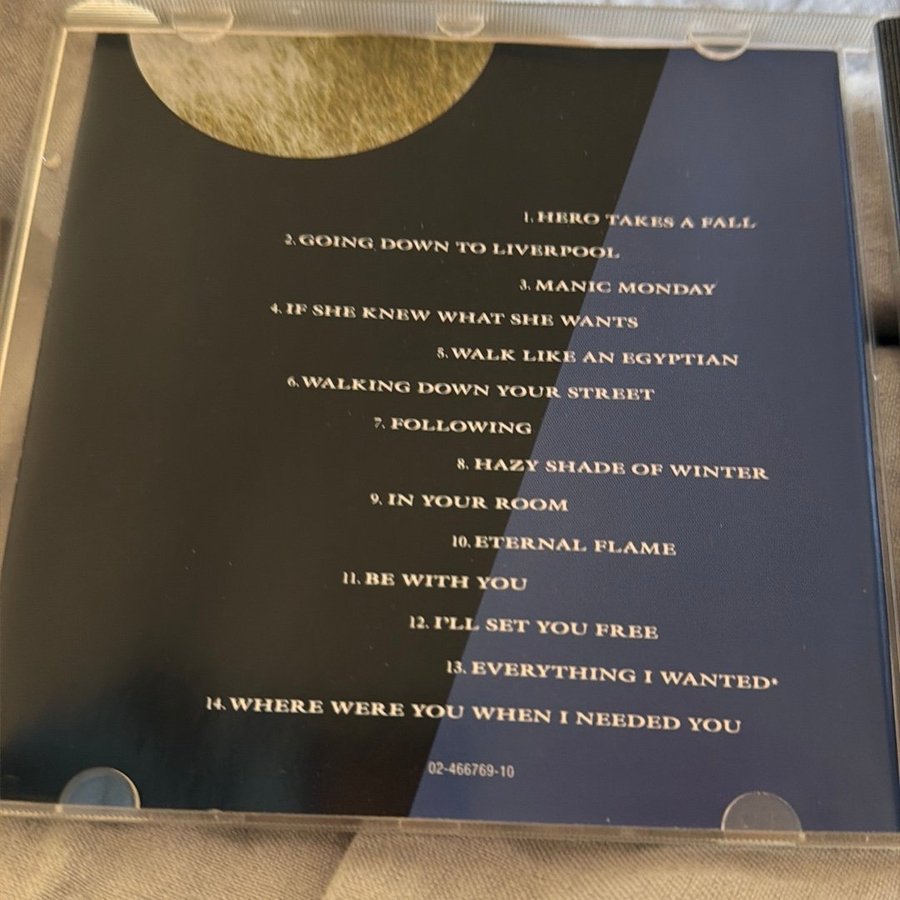 1. HERO TAKES A FALL
2. GOING DOWN TO LIVERPOOL
3. MANIC MONDAY
4. IF SHE KNEW WHAT SHE WANTS
5. WALK LIKE AN EGYPTIAN
6. WALKING DOWN YOUR STREET
7. FOLLOWING
8. HAZY SHADE OF WINTER
9. IN YOUR ROOM
10. ETERNAL FLAME
11. BE WITH YOU
12. I'LL SET YOU FREE
13. EVERYTHING I WANTED*
14. WHERE WERE YOU WHEN I NEEDED YOU
02-466769-10